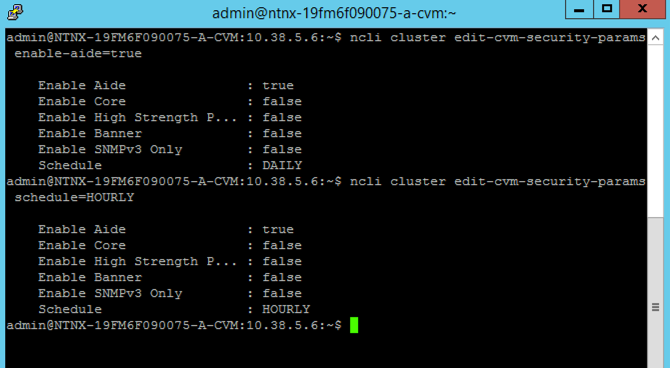 admin@ntnx-19fm6f090075-a-cvm:~
admin@NTNX-19FM6F090075-A-CVM:10.38.5.6:~$ ncli cluster edit-cvm-security-params
enable-aide=true
Enable Aide : true
Enable Core : false
Enable High Strength P... : false
Enable Banner : false
Enable SNMPv3 Only : false
Schedule : DAILY
admin@NTNX-19FM6F090075-A-CVM:10.38.5.6:~$ ncli cluster edit-cvm-security-params
schedule=HOURLY
Enable Aide : true
Enable Core : false
Enable High Strength P... : false
Enable Banner : false
Enable SNMPv3 Only : false
Schedule : HOURLY
admin@NTNX-19FM6F090075-A-CVM:10.38.5.6:~$